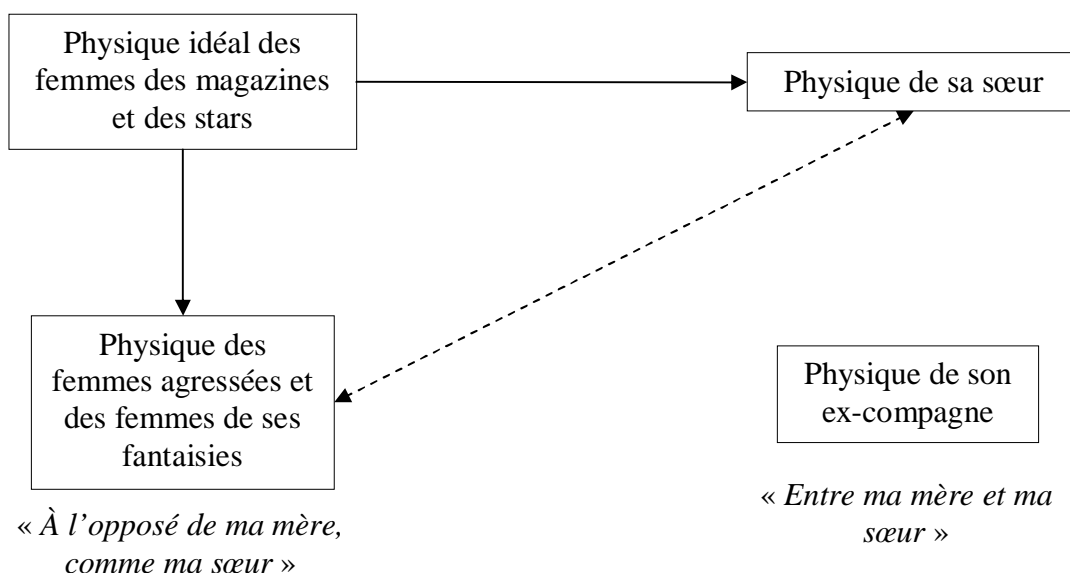 Physique idéal des
femmes des magazines
et des stars
Physique de sa sœur
Physique des
femmes agressées et
des femmes de ses
fantaisies
« À l’opposé de ma mère,
comme ma sœur »
Physique de son
ex-compagne
« Entre ma mère et ma
sœur »